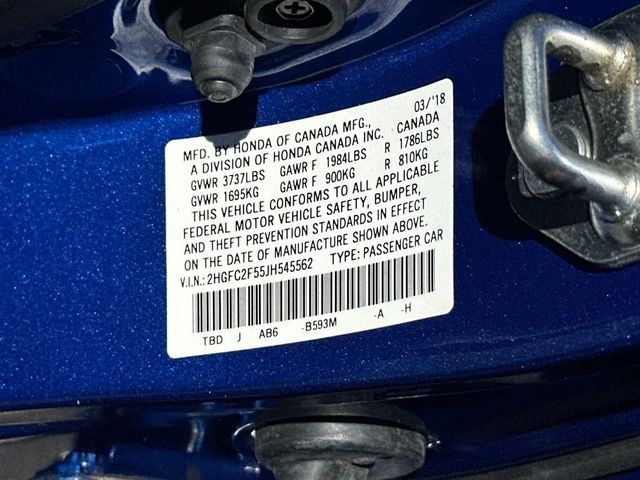 03/'18
MFD. BY HONDA OF CANADA MFG.,
A DIVISION OF HONDA CANADA INC. CANADA
GVWR 3737LBS GAWR F 1984LBS R 1786LBS
GVWR 1695KG GAWR F 900KG R 810KG
THIS VEHICLE CONFORMS TO ALL APPLICABLE
FEDERAL MOTOR VEHICLE SAFETY, BUMPER,
AND THEFT PREVENTION STANDARDS IN EFFECT
ON THE DATE OF MANUFACTURE SHOWN ABOVE.
V.I.N.: 2HGFC2F55JH545562 TYPE: PASSENGER CAR
TBD J AB6 -B593M -A -H